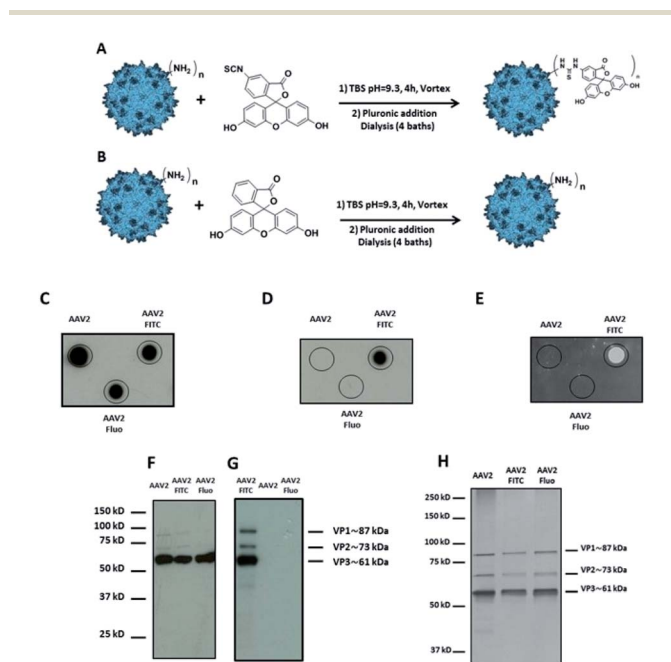 A
(NH₂)n
+
SCN
O
O
HO
O
OH
1) TBS pH=9.3, 4h, Vortex
2) Pluronic addition
Dialysis (4 baths)
H
N
H
N
S
O
O
O
HO
OH
B
(NH₂)n
+
O
O
HO
O
OH
1) TBS pH=9.3, 4h, Vortex
2) Pluronic addition
Dialysis (4 baths)
(NH₂)n
C
AAV2
AAV2
FITC
AAV2
Fluo
D
AAV2
AAV2
FITC
AAV2
Fluo
E
AAV2
AAV2
FITC
AAV2
Fluo
F
AAV2
AAV2
FITC
AAV2
Fluo
150 kD
100 kD
75 kD
50 kD
37 kD
25 kD
G
AAV2
FITC
AAV2
AAV2
Fluo
VP1~87 kDa
VP2~73 kDa
VP3~61 kDa
H
AAV2
AAV2
FITC
AAV2
Fluo
250 kD
150 kD
100 kD
75 kD
50 kD
37 kD
VP1~87 kDa
VP2~73 kDa
VP3~61 kDa